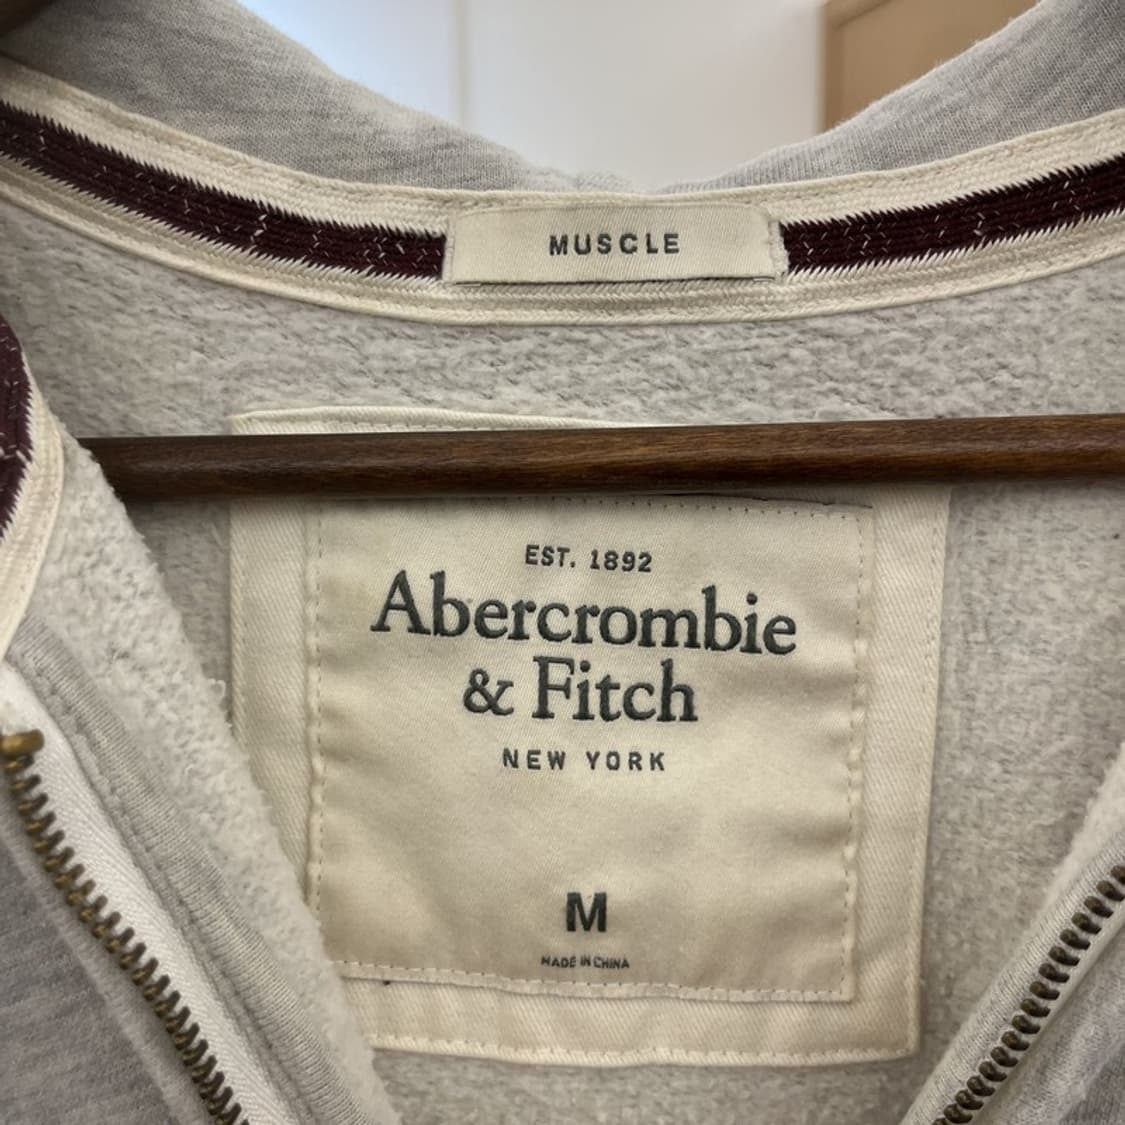 MUSCLE
EST. 1892
Abercrombie
& Fitch
NEW YORK
M
MADE IN CHINA